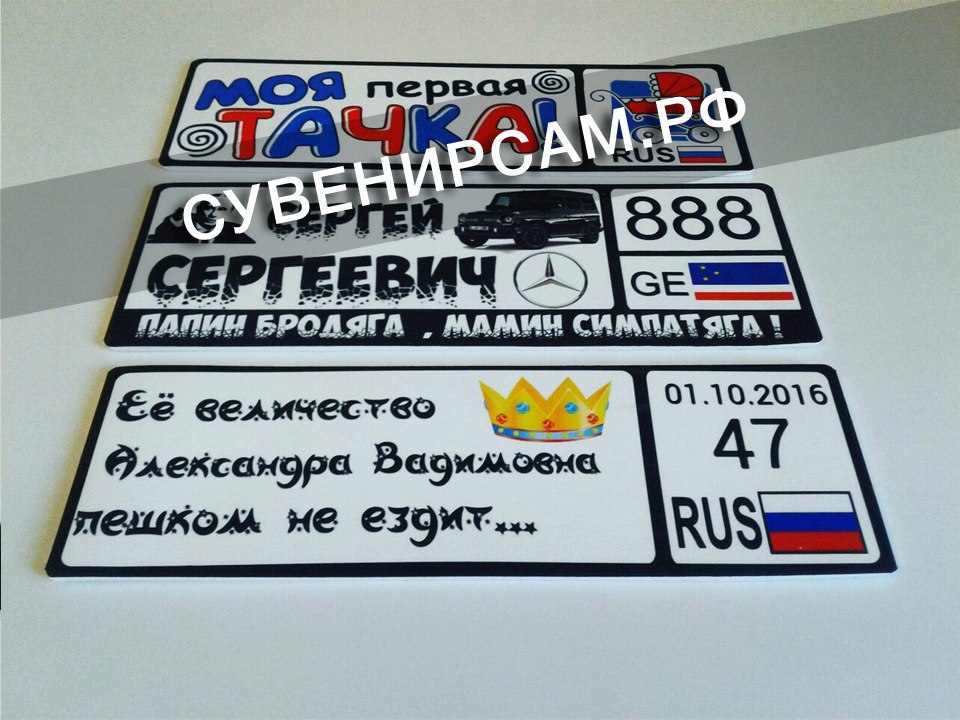 МОЯ первая
ТАЧКА!
RUS
СУВЕНИРСАМ.РФ
СЕРГЕЙ
СЕРГЕЕВИЧ
888
GE
ПАПИН БРОДЯГА , МАМИН СИМПАТЯГА !
Её величество
Александра Вадимовна
пешком не ездит...
01.10.2016
47
RUS